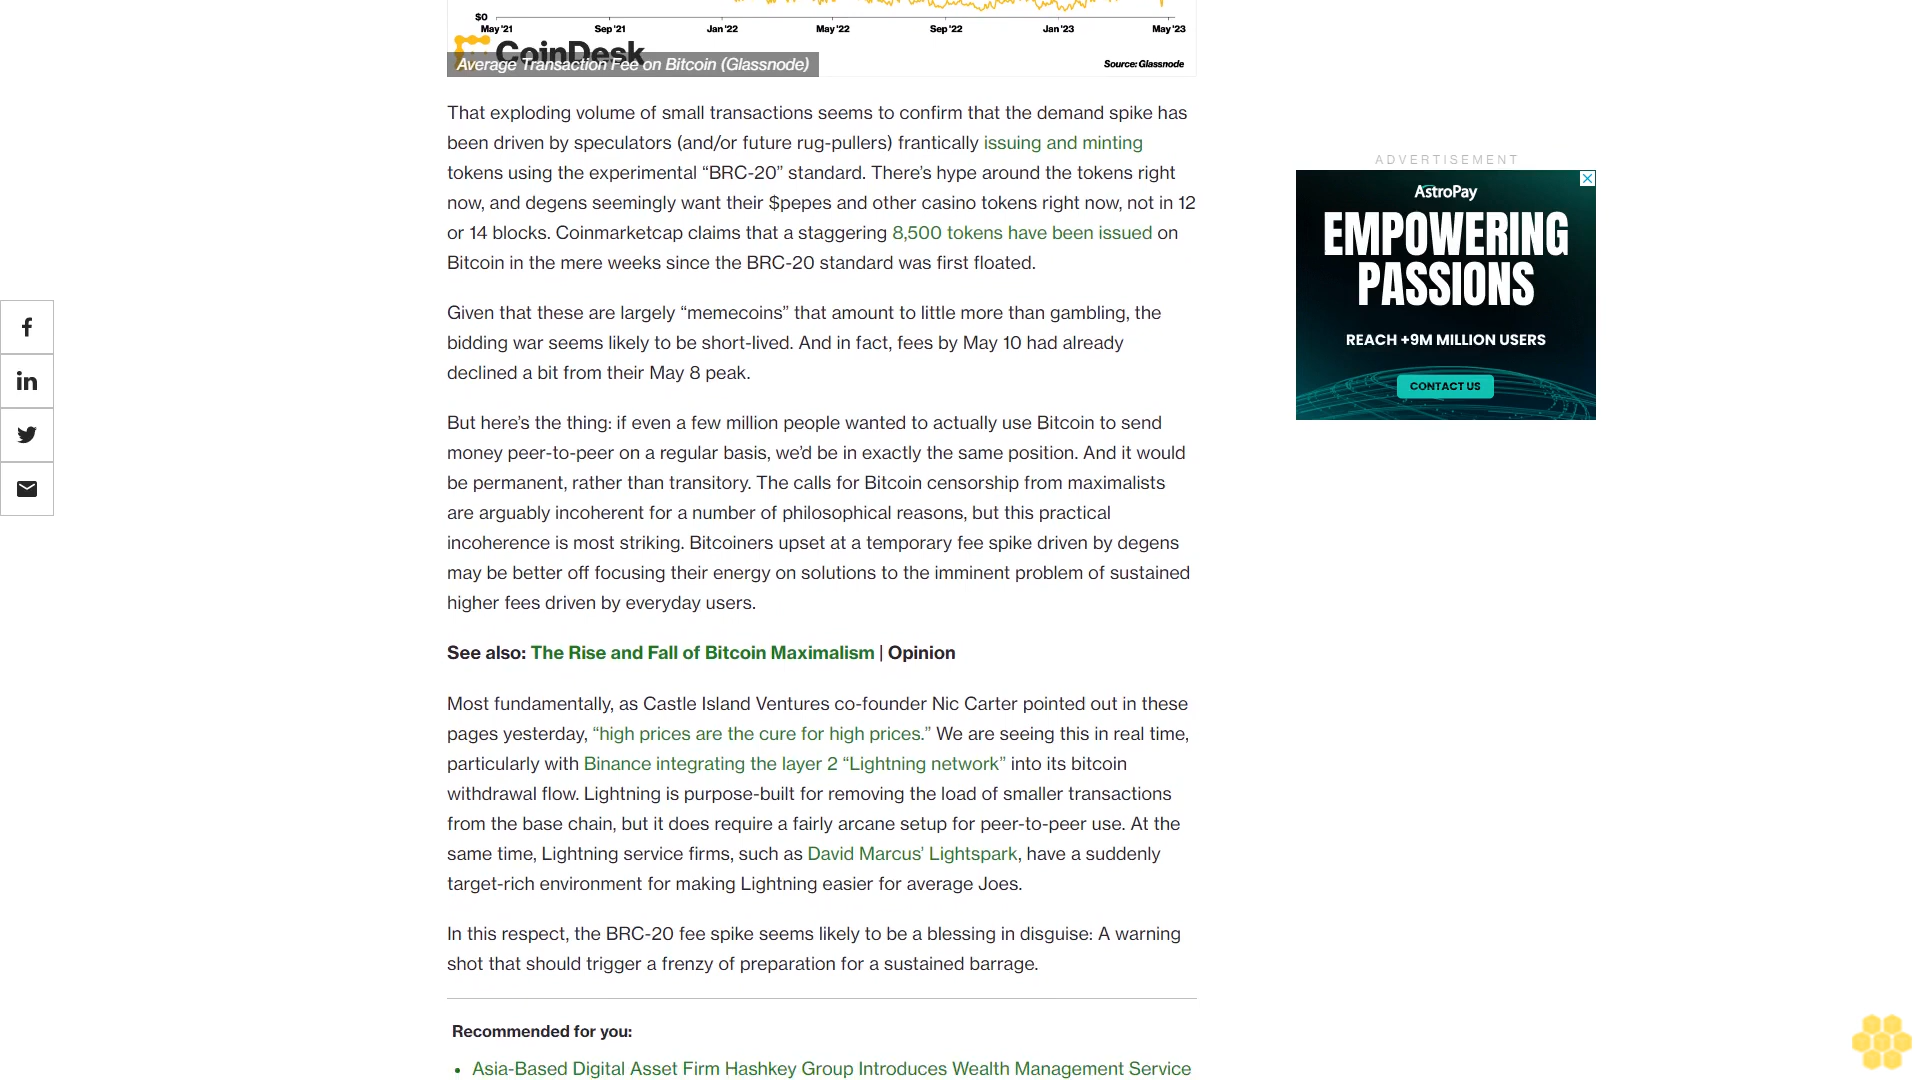 $0
May '21 Sep '21 Jan '22 May '22 Sep '22 Jan '23 May '23
CoinDesk
Average Transaction Fee on Bitcoin (Glassnode)
Source: Glassnode
That exploding volume of small transactions seems to confirm that the demand spike has
been driven by speculators (and/or future rug-pullers) frantically issuing and minting
tokens using the experimental “BRC-20” standard. There’s hype around the tokens right
now, and degens seemingly want their $pepes and other casino tokens right now, not in 12
or 14 blocks. Coinmarketcap claims that a staggering 8,500 tokens have been issued on
Bitcoin in the mere weeks since the BRC-20 standard was first floated.
Given that these are largely “memecoins” that amount to little more than gambling, the
bidding war seems likely to be short-lived. And in fact, fees by May 10 had already
declined a bit from their May 8 peak.
But here’s the thing: if even a few million people wanted to actually use Bitcoin to send
money peer-to-peer on a regular basis, we’d be in exactly the same position. And it would
be permanent, rather than transitory. The calls for Bitcoin censorship from maximalists
are arguably incoherent for a number of philosophical reasons, but this practical
incoherence is most striking. Bitcoiners upset at a temporary fee spike driven by degens
may be better off focusing their energy on solutions to the imminent problem of sustained
higher fees driven by everyday users.
See also: The Rise and Fall of Bitcoin Maximalism | Opinion
Most fundamentally, as Castle Island Ventures co-founder Nic Carter pointed out in these
pages yesterday, “high prices are the cure for high prices.” We are seeing this in real time,
particularly with Binance integrating the layer 2 “Lightning network” into its bitcoin
withdrawal flow. Lightning is purpose-built for removing the load of smaller transactions
from the base chain, but it does require a fairly arcane setup for peer-to-peer use. At the
same time, Lightning service firms, such as David Marcus’ Lightspark, have a suddenly
target-rich environment for making Lightning easier for average Joes.
In this respect, the BRC-20 fee spike seems likely to be a blessing in disguise: A warning
shot that should trigger a frenzy of preparation for a sustained barrage.
Recommended for you:
• Asia-Based Digital Asset Firm Hashkey Group Introduces Wealth Management Service
ADVERTISEMENT
AstroPay
EMPOWERING
PASSIONS
REACH +9M MILLION USERS
CONTACT US